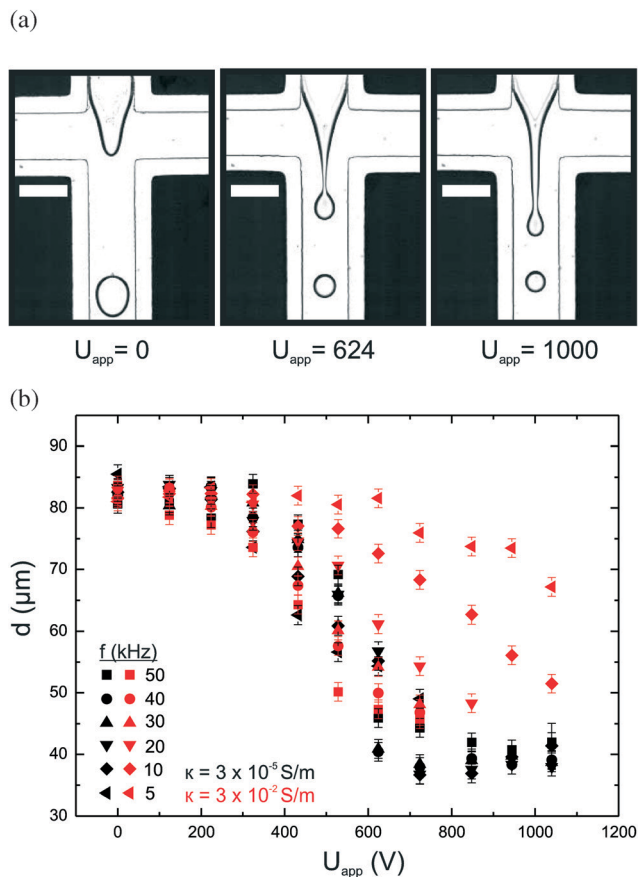 (a)
U_app = 0
U_app = 624
U_app = 1000
(b)
90
80
70
60
50
40
30
d (µm)
f (kHz)
50
40
30
20
10
5
κ = 3 x 10⁻⁵ S/m
κ = 3 x 10⁻² S/m
0
200
400
600
800
1000
1200
U_app (V)